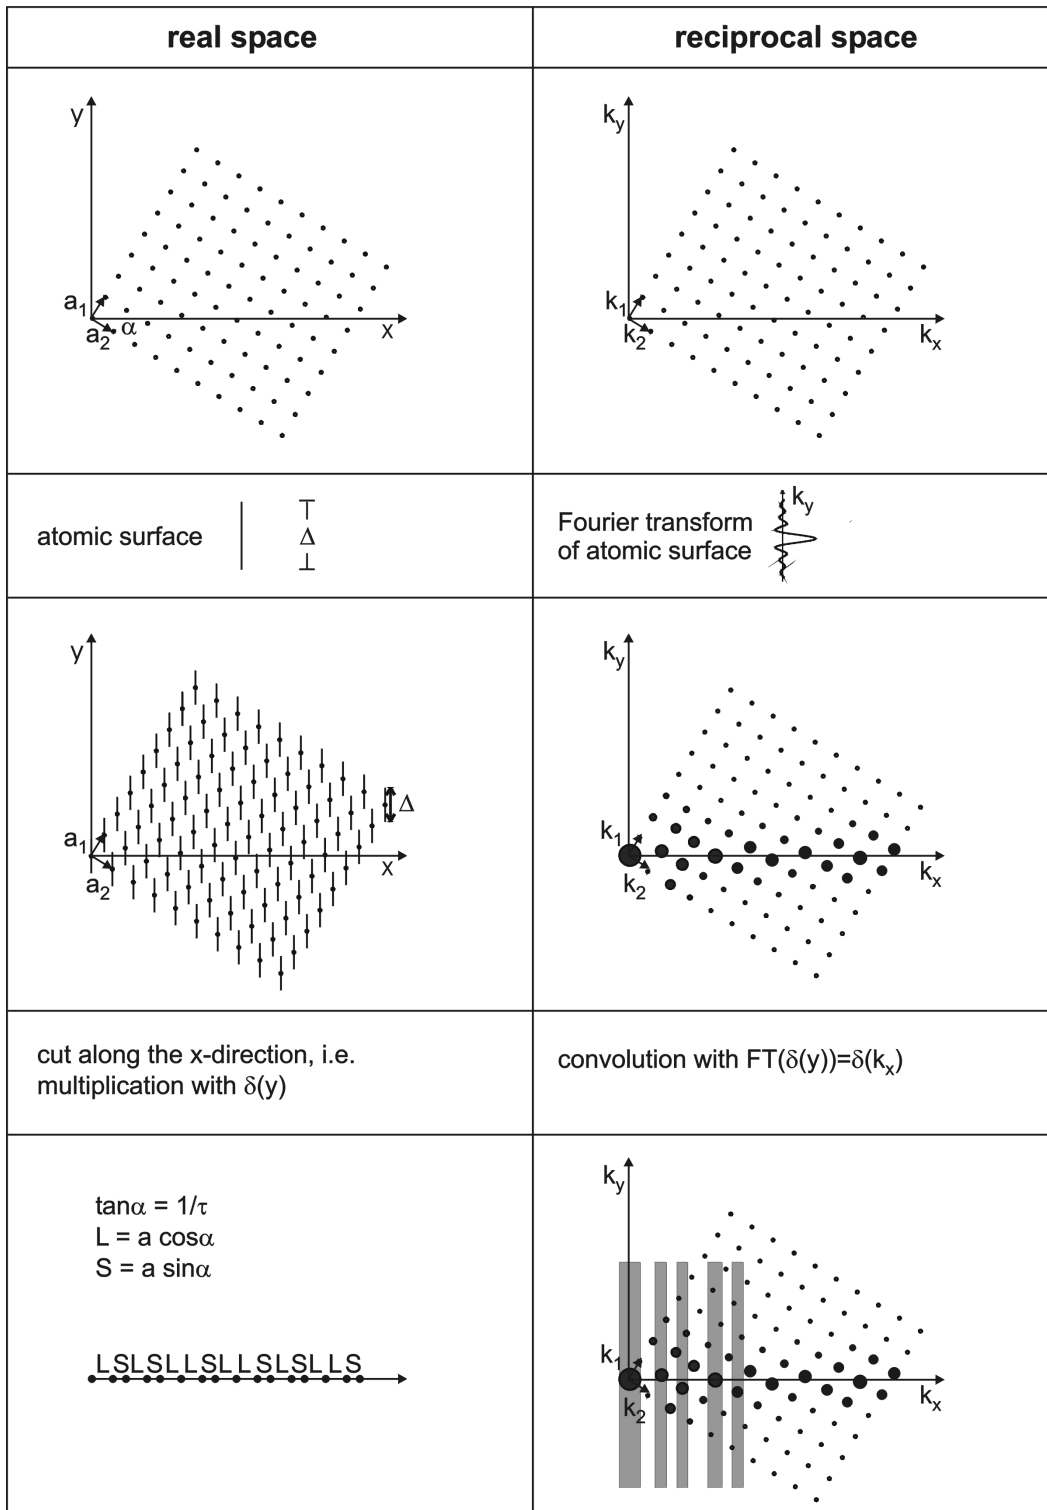 real space
reciprocal space
y
a1
a2
α
x
ky
k1
k2
kx
atomic surface
Δ
Fourier transform
of atomic surface
ky
y
a1
a2
x
Δ
ky
k1
k2
kx
cut along the x-direction, i.e.
multiplication with δ(y)
convolution with FT(δ(y))=δ(kx)
tanα = 1/τ
L = a cosα
S = a sinα
LSLSLLSLLSLSLLS
ky
k1
k2
kx